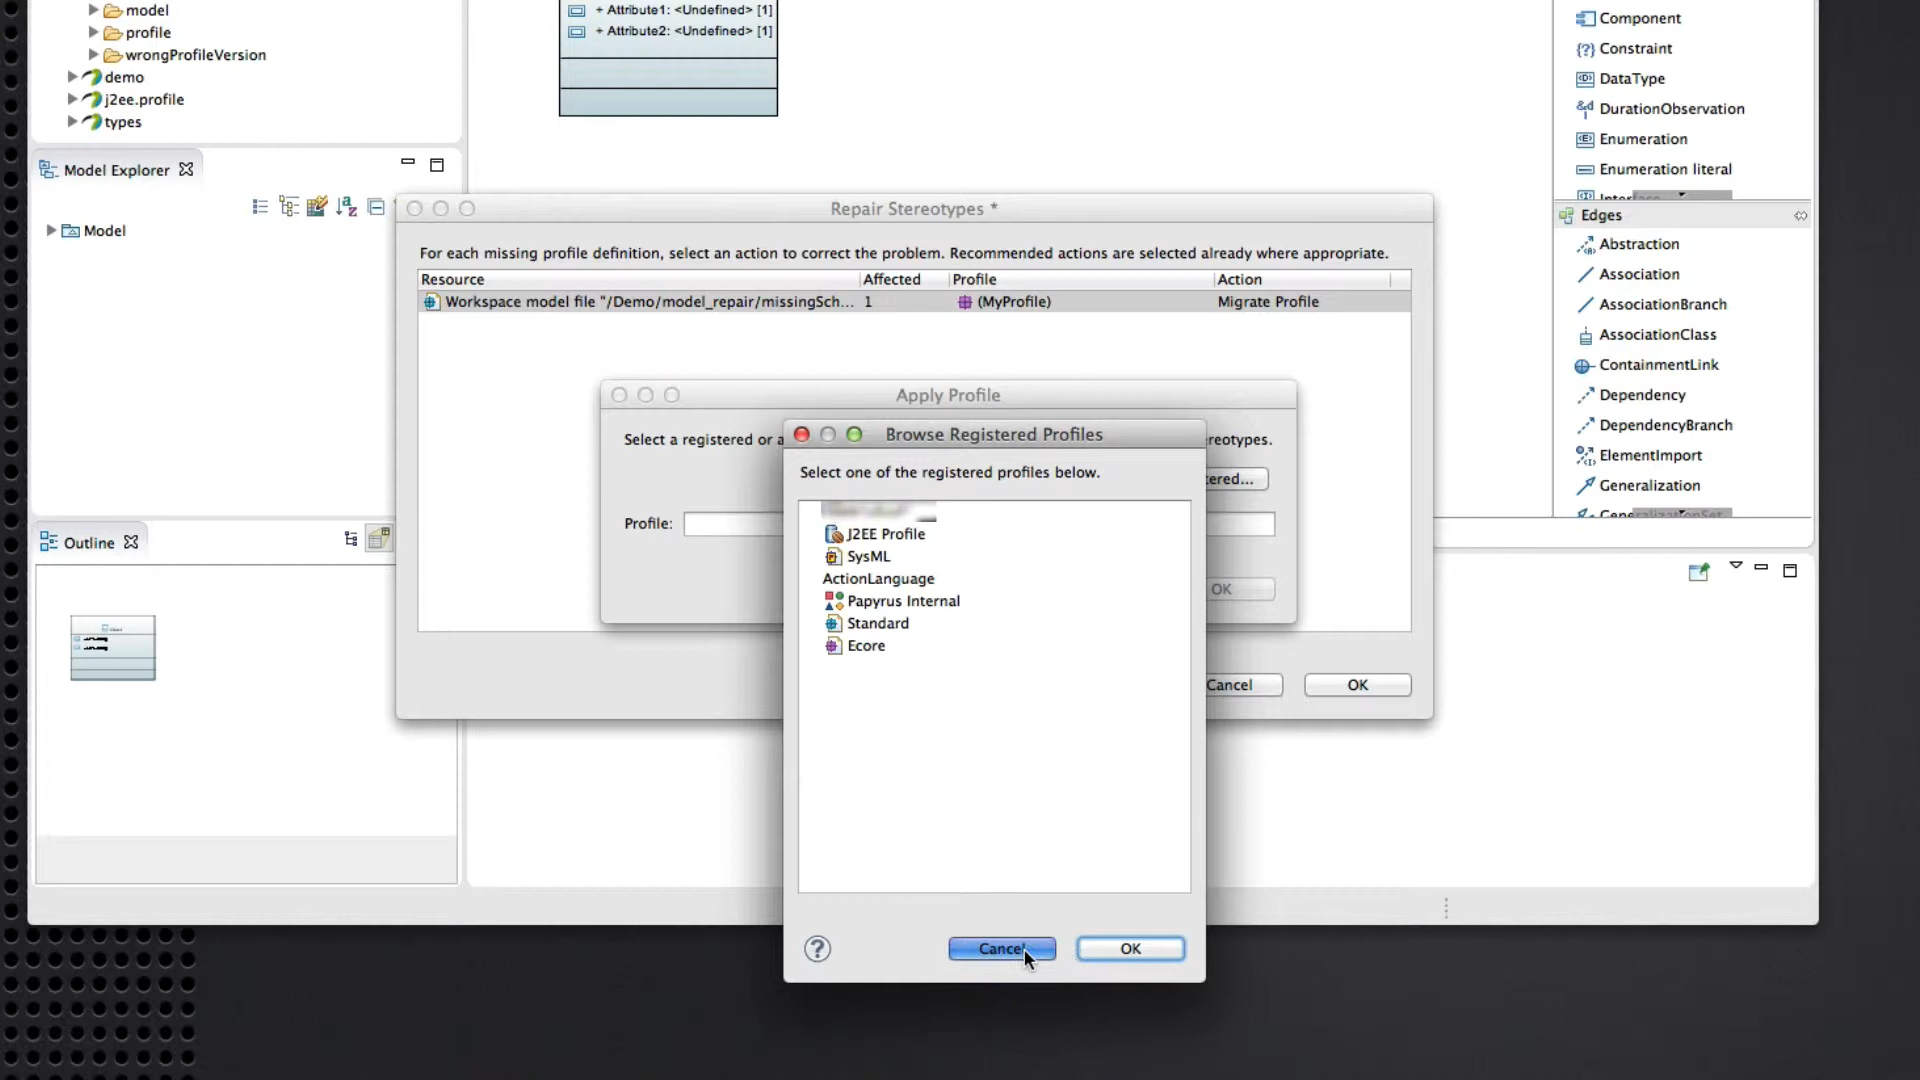 model
profile
wrongProfileVersion
demo
j2ee.profile
types
Model Explorer
Model
Outline
+ Attribute1: <Undefined> [1]
+ Attribute2: <Undefined> [1]
Repair Stereotypes *
For each missing profile definition, select an action to correct the problem. Recommended actions are selected already where appropriate.
Resource Affected Profile Action
Workspace model file "/Demo/model_repair/missingSch... 1 (MyProfile) Migrate Profile
Apply Profile
Select a registered or a
ereotypes.
tered...
Profile:
OK
Cancel OK
Browse Registered Profiles
Select one of the registered profiles below.
J2EE Profile
SysML
ActionLanguage
Papyrus Internal
Standard
Ecore
Cancel OK
Component
Constraint
DataType
DurationObservation
Enumeration
Enumeration literal
Edges
Abstraction
Association
AssociationBranch
AssociationClass
ContainmentLink
Dependency
DependencyBranch
ElementImport
Generalization